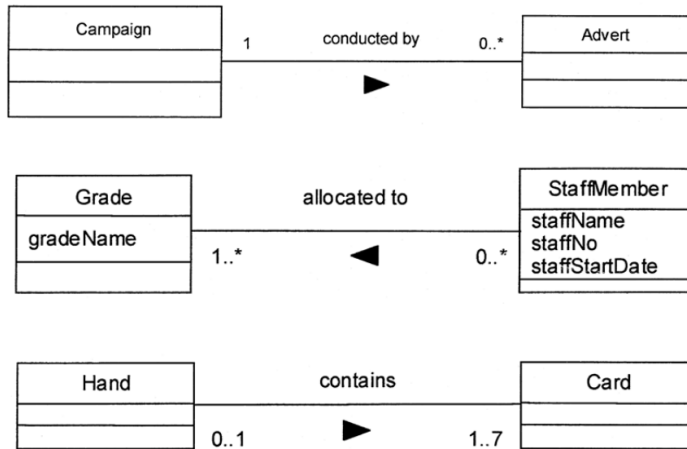 Campaign
1 conducted by 0..*
Advert
Grade
gradeName
allocated to
1..* 0..*
StaffMember
staffName
staffNo
staffStartDate
Hand
contains
0..1 1..7
Card